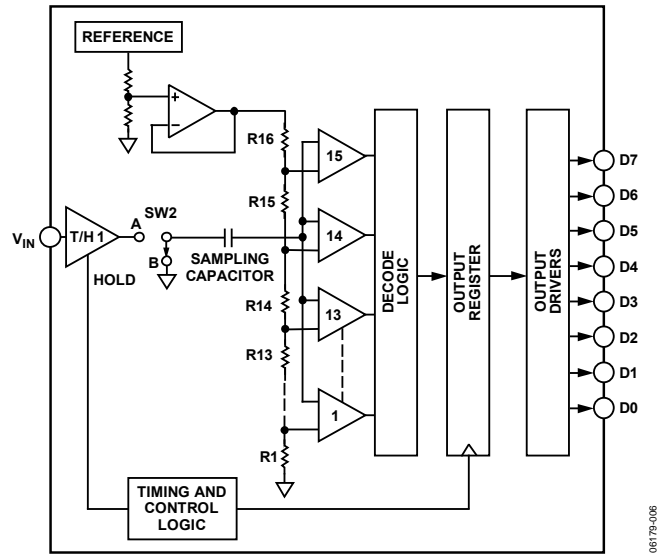 REFERENCE
+
–
R16
15
D7
R15
D6
SW2
A
VIN
T/H 1
14
D5
B
SAMPLING
CAPACITOR
DECODE
LOGIC
OUTPUT
REGISTER
OUTPUT
DRIVERS
D4
HOLD
R14
13
D3
R13
D2
D1
1
D0
R1
TIMING AND
CONTROL
LOGIC
06179-006